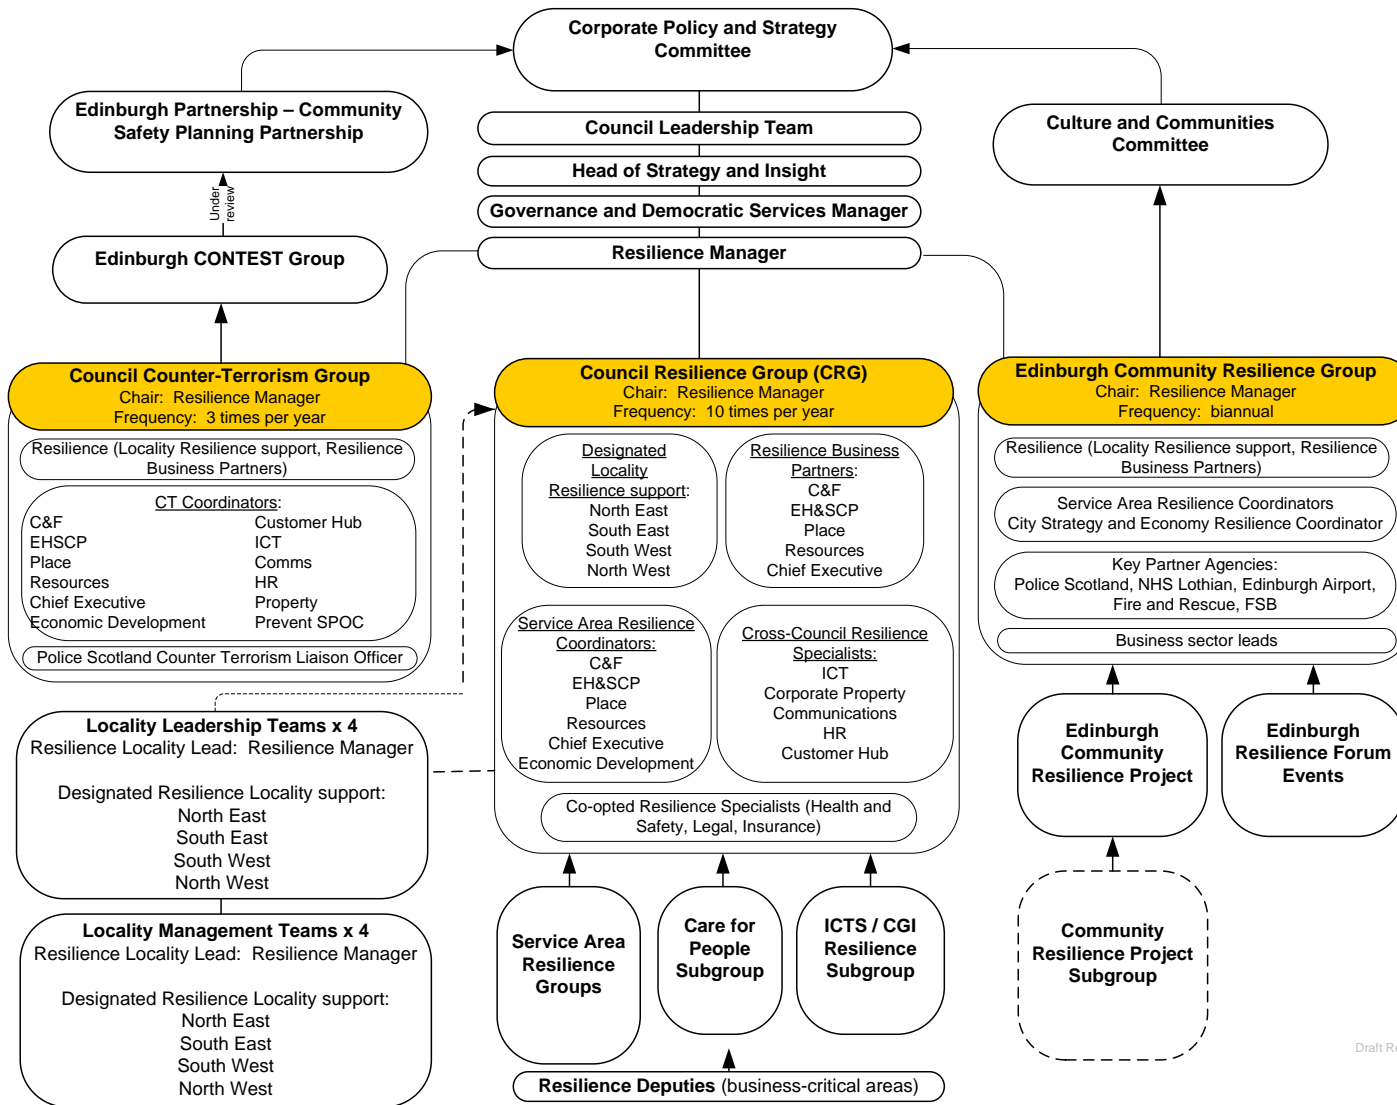 Corporate Policy and Strategy
Committee
Edinburgh Partnership – Community
Safety Planning Partnership
Council Leadership Team
Culture and Communities
Committee
Head of Strategy and Insight
Under
review
Governance and Democratic Services Manager
Edinburgh CONTEST Group
Resilience Manager
Council Counter-Terrorism Group
Chair: Resilience Manager
Frequency: 3 times per year
Resilience (Locality Resilience support, Resilience
Business Partners)
CT Coordinators:
C&F
EHSCP
Place
Resources
Chief Executive
Economic Development
Customer Hub
ICT
Comms
HR
Property
Prevent SPOC
Police Scotland Counter Terrorism Liaison Officer
Council Resilience Group (CRG)
Chair: Resilience Manager
Frequency: 10 times per year
Designated
Locality
Resilience support:
North East
South East
South West
North West
Resilience Business
Partners:
C&F
EH&SCP
Place
Resources
Chief Executive
Service Area Resilience
Coordinators:
C&F
EH&SCP
Place
Resources
Chief Executive
Economic Development
Cross-Council Resilience
Specialists:
ICT
Corporate Property
Communications
HR
Customer Hub
Co-opted Resilience Specialists (Health and
Safety, Legal, Insurance)
Edinburgh Community Resilience Group
Chair: Resilience Manager
Frequency: biannual
Resilience (Locality Resilience support, Resilience
Business Partners)
Service Area Resilience Coordinators
City Strategy and Economy Resilience Coordinator
Key Partner Agencies:
Police Scotland, NHS Lothian, Edinburgh Airport,
Fire and Rescue, FSB
Business sector leads
Locality Leadership Teams x 4
Resilience Locality Lead: Resilience Manager
Designated Resilience Locality support:
North East
South East
South West
North West
Locality Management Teams x 4
Resilience Locality Lead: Resilience Manager
Designated Resilience Locality support:
North East
South East
South West
North West
Service Area
Resilience
Groups
Care for
People
Subgroup
ICTS / CGI
Resilience
Subgroup
Resilience Deputies (business-critical areas)
Edinburgh
Community
Resilience Project
Edinburgh
Resilience Forum
Events
Community
Resilience Project
Subgroup
Draft